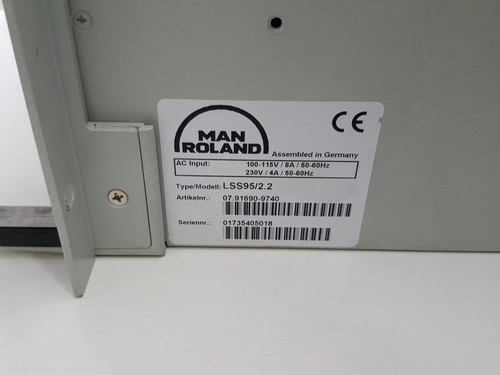 MAN
ROLAND
CE
Assembled in Germany
AC Input: 100-115V / 8A / 50-60Hz
230V / 4A / 50-60Hz
Type/Modell: LSS95/2.2
Artikelnr.: 07.91690-9740
Seriennr.: 01735405018